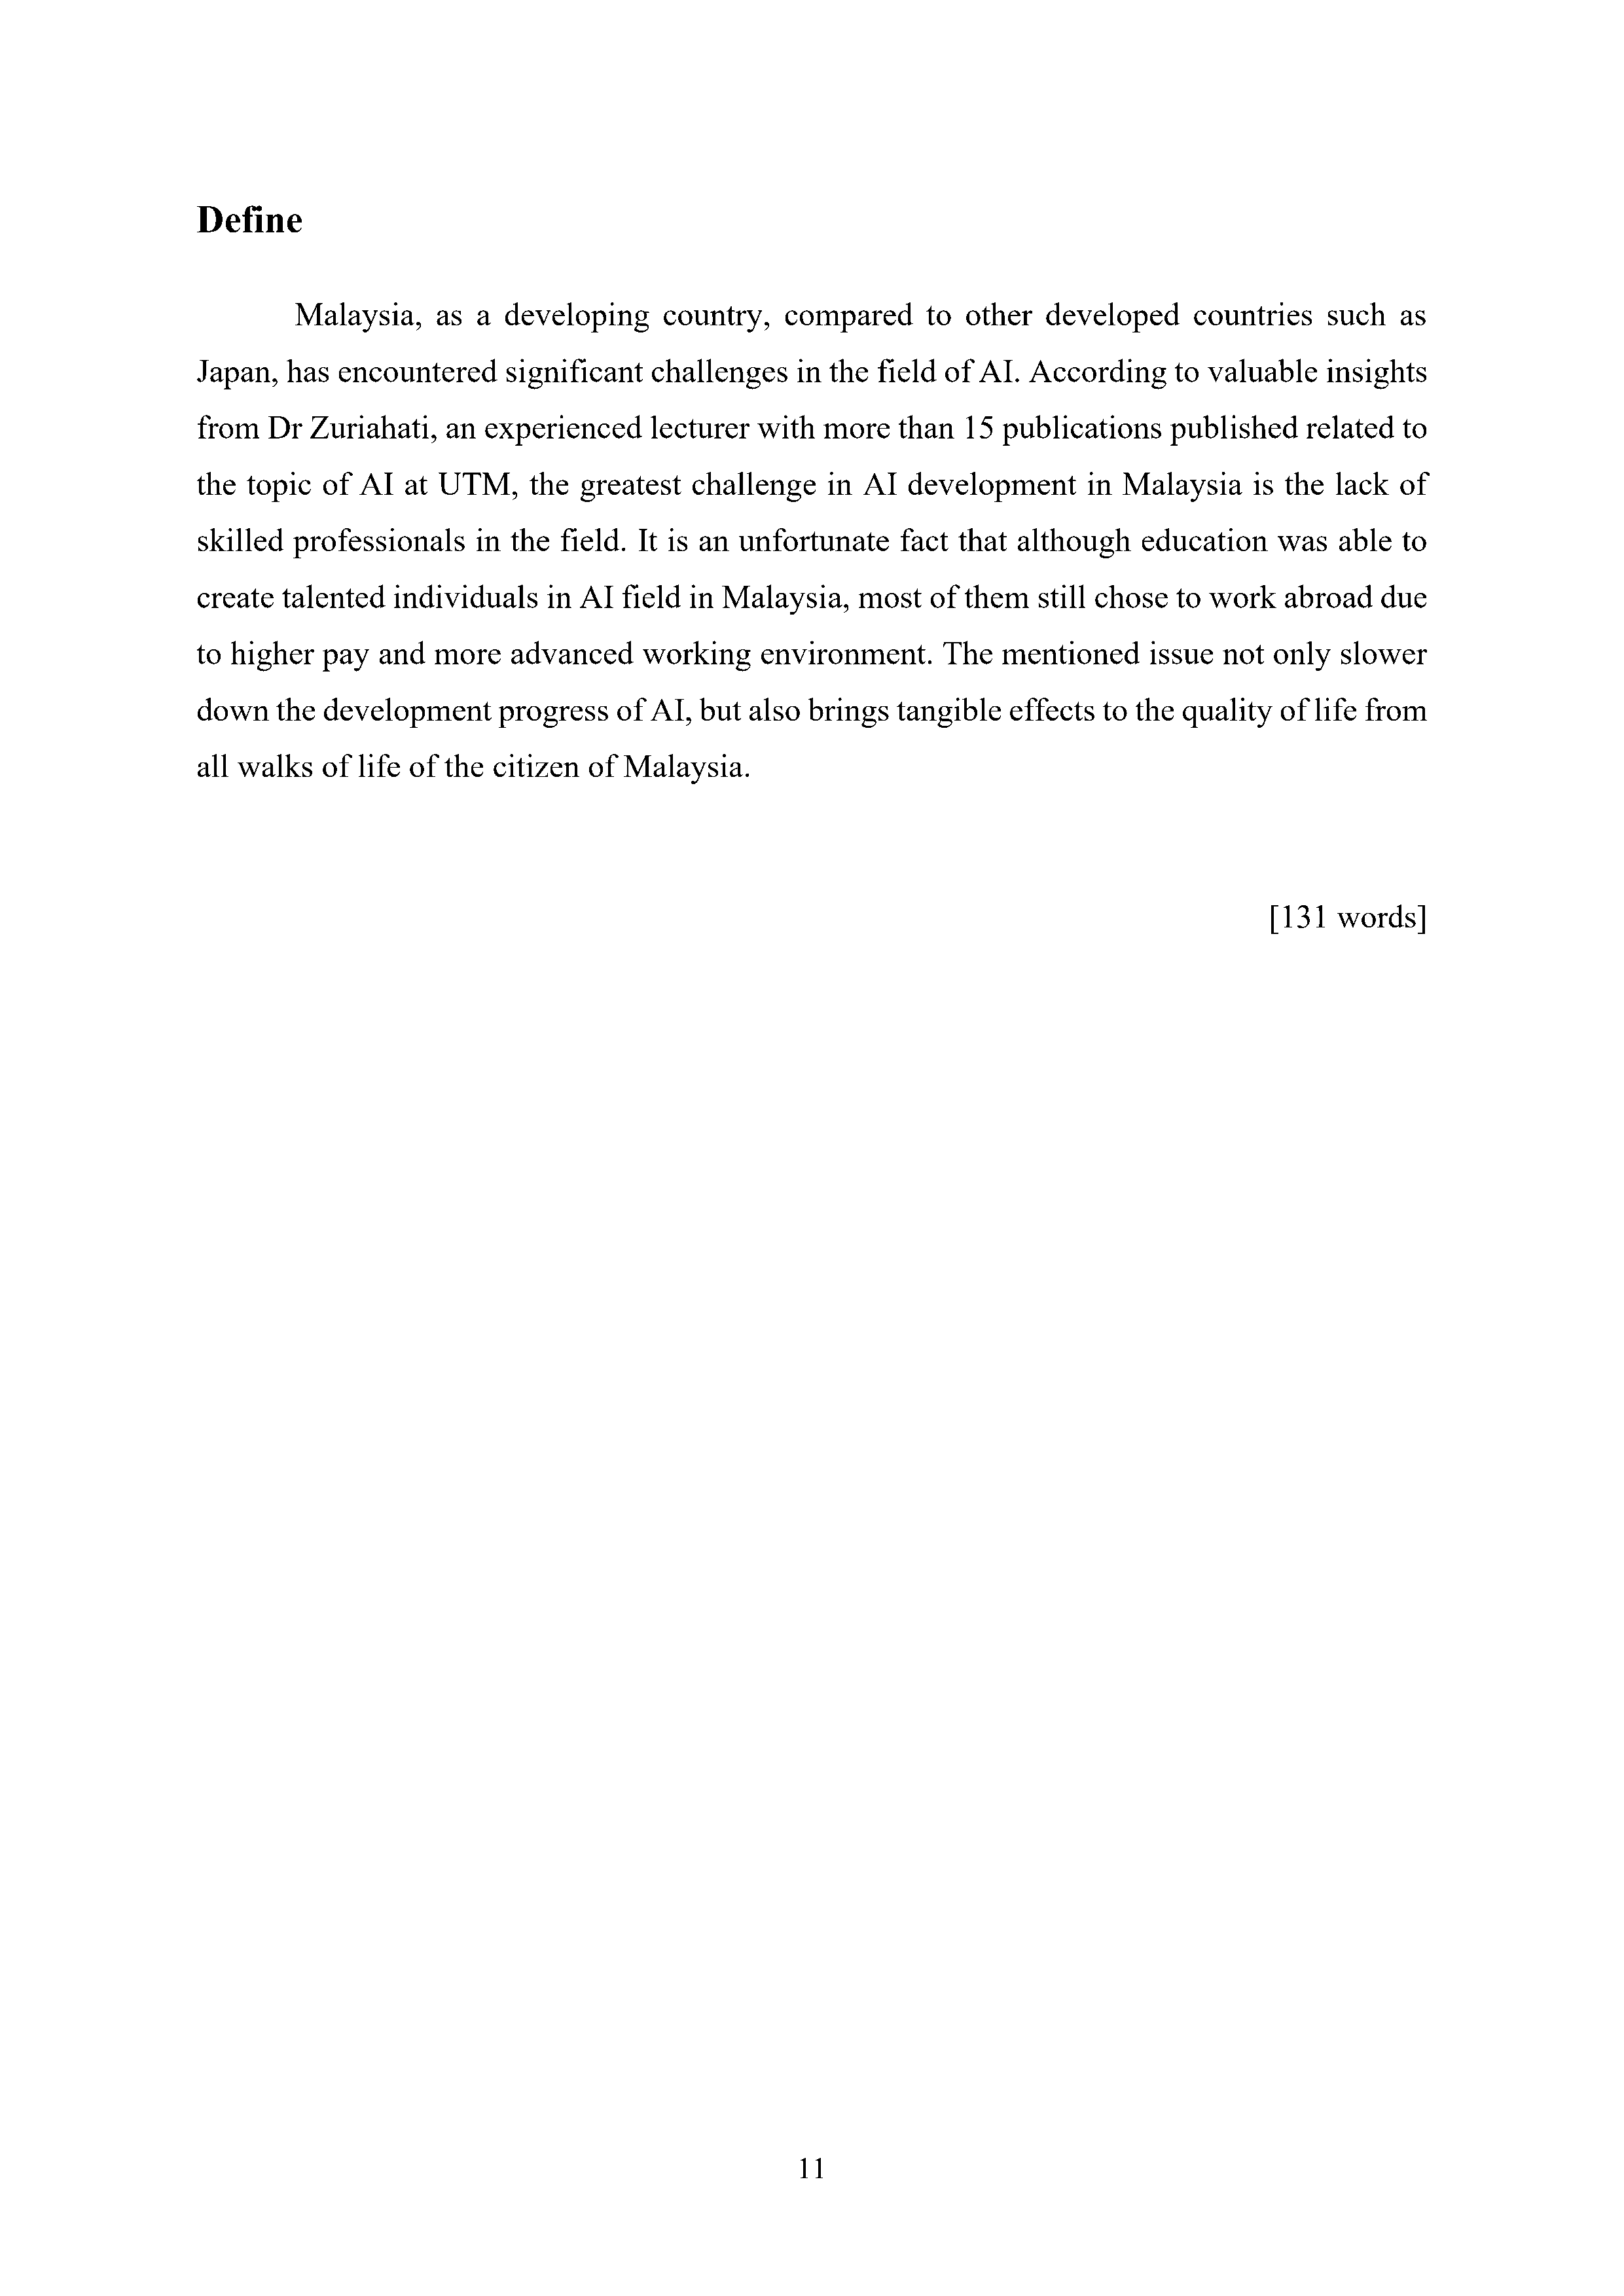 Define
Malaysia, as a developing country, compared to other developed countries such as
Japan, has encountered significant challenges in the field of AI. According to valuable insights
from Dr Zuriahati, an experienced lecturer with more than 15 publications published related to
the topic of AI at UTM, the greatest challenge in AI development in Malaysia is the lack of
skilled professionals in the field. It is an unfortunate fact that although education was able to
create talented individuals in AI field in Malaysia, most of them still chose to work abroad due
to higher pay and more advanced working environment. The mentioned issue not only slower
down the development progress of AI, but also brings tangible effects to the quality of life from
all walks of life of the citizen of Malaysia.
[131 words]
11